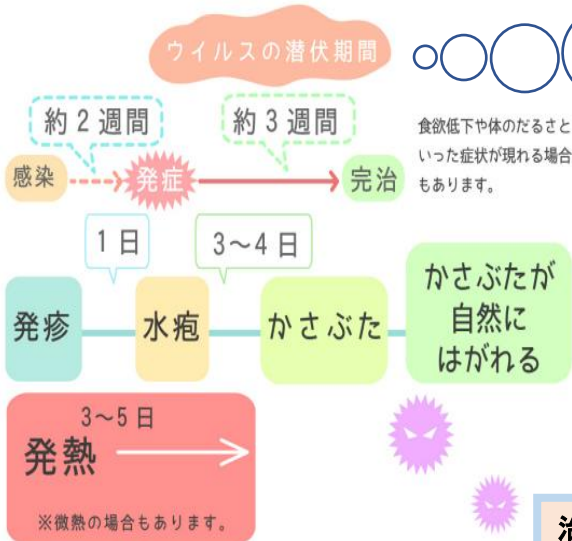 ウイルスの潜伏期間
約2週間
約3週間
食欲低下や体のだるさと
いった症状が現れる場合
もあります。
感染
発症
完治
1日
3～4日
発疹
水疱
かさぶた
かさぶたが
自然に
はがれる
3～5日
発熱
※微熱の場合もあります。